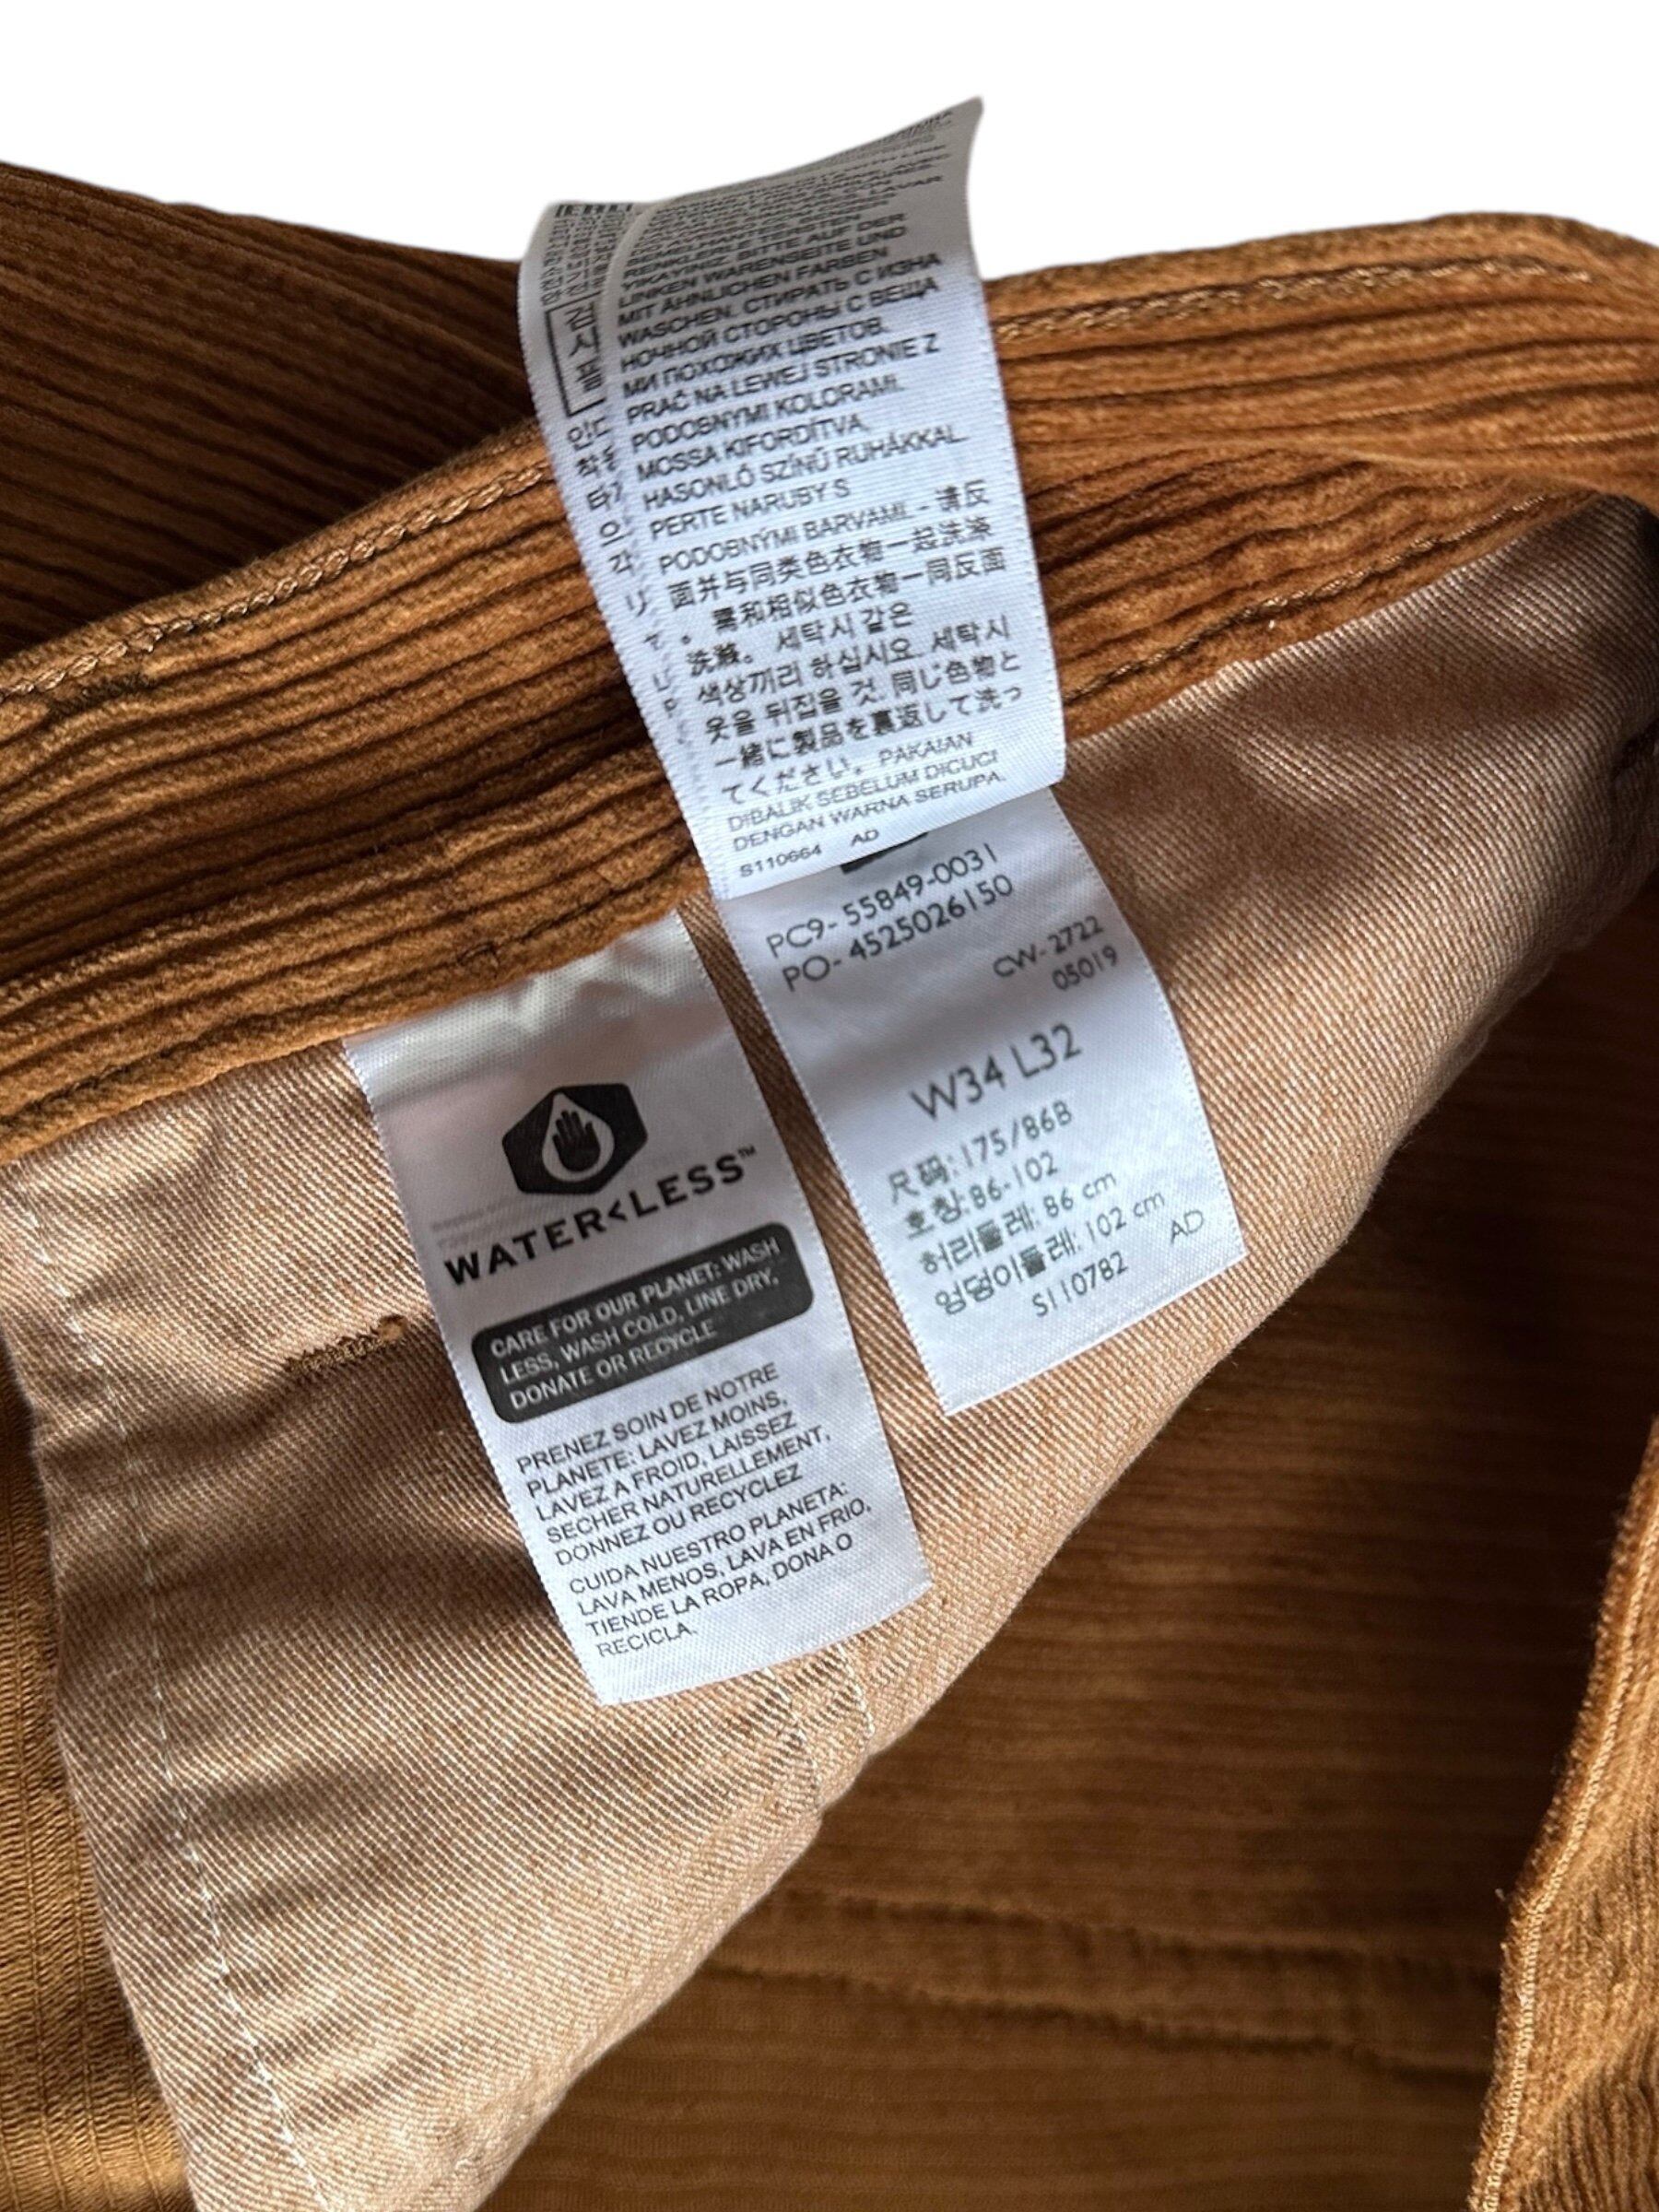 RENKLE. BITTE AUF DER
YIKAYINIZ.
LINKEN WARENSEITE UND
MIT ÄHNLICHEN FARBEN
WASCHEN. СТИРАТЬ С ИЗНА
НОЧНОЙ СТОРОНЫ С ВЕЩА
МИ ПОХОЖИХ ЦВЕТОВ.
PRAĆ NA LEWEJ STRONIE Z
PODOBNYMI KOLORAMI.
MOSSA KIFORDÍTVA,
HASONLÓ SZÍNŰ RUHÁKKAL.
PERTE NARUBY S
PODOBNÝMI BARVAMI. - 请反
面并与同类色衣物一起洗涤
。需和相似色衣物一同反面
洗滌。 세탁시 같은
색상끼리 하십시요. 세탁시
옷을 뒤집을 것. 同じ色物と
一緒に製品を裏返して洗っ
てください。 PAKAIAN
DIBALIK SEBELUM DICUCI
DENGAN WARNA SERUPA.
S110664 AD
검
사
필
PC9- 55849-0031
PO- 4525026150
CW- 2722
05019
W34 L32
尺码: 175/86B
호칭: 86-102
허리둘레: 86 cm
엉덩이둘레: 102 cm
S110782 AD
WATER<LESS™
CARE FOR OUR PLANET: WASH
LESS, WASH COLD, LINE DRY,
DONATE OR RECYCLE
PRENEZ SOIN DE NOTRE
PLANETE: LAVEZ MOINS,
LAVEZ A FROID, LAISSEZ
SECHER NATURELLEMENT,
DONNEZ OU RECYCLEZ
CUIDA NUESTRO PLANETA:
LAVA MENOS, LAVA EN FRIO,
TIENDE LA ROPA, DONA O
RECICLA.